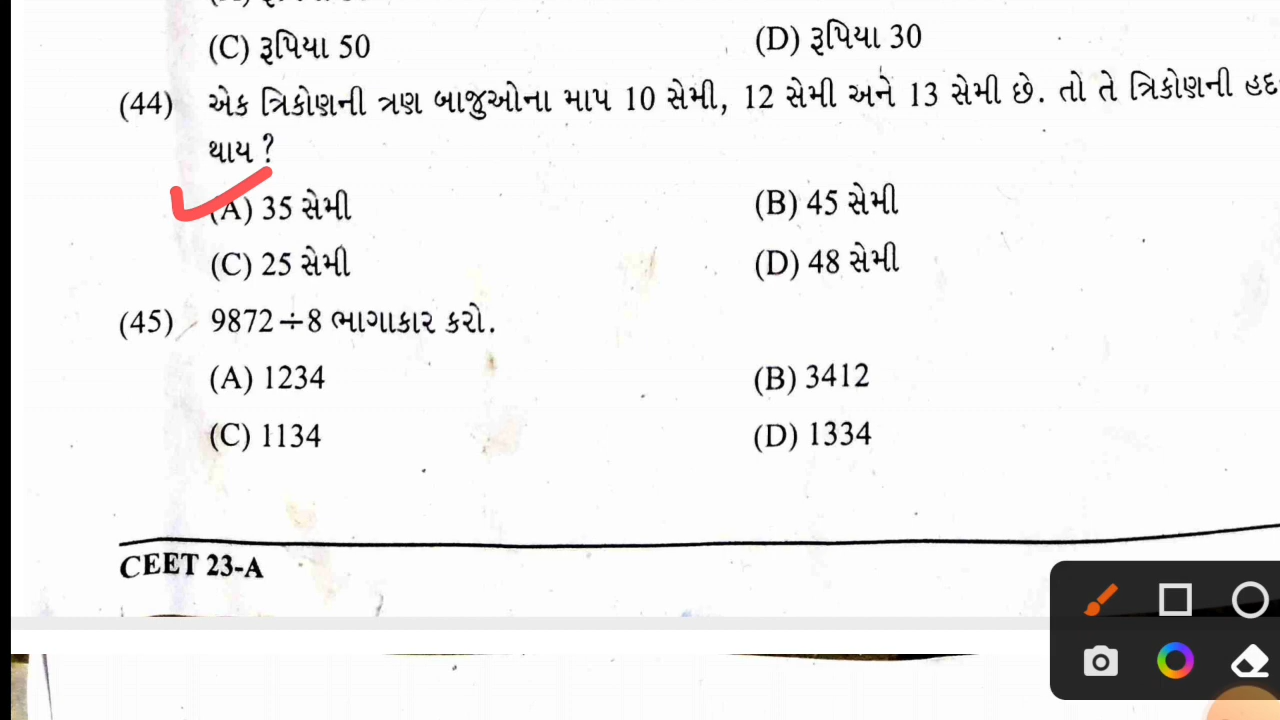 (C) રૂપિયા 50
(D) રૂપિયા 30
(44) એક ત્રિકોણની ત્રણ બાજુઓના માપ 10 સેમી, 12 સેમી અને 13 સેમી છે. તો તે ત્રિકોણની
થાય ?
(A) 35 સેમી
(B) 45 સેમી
(C) 25 સેમી
(D) 48 સેમી
(45) 9872÷8 ભાગાકાર કરો.
(A) 1234
(B) 3412
(C) 1134
(D) 1334
CEET 23-A